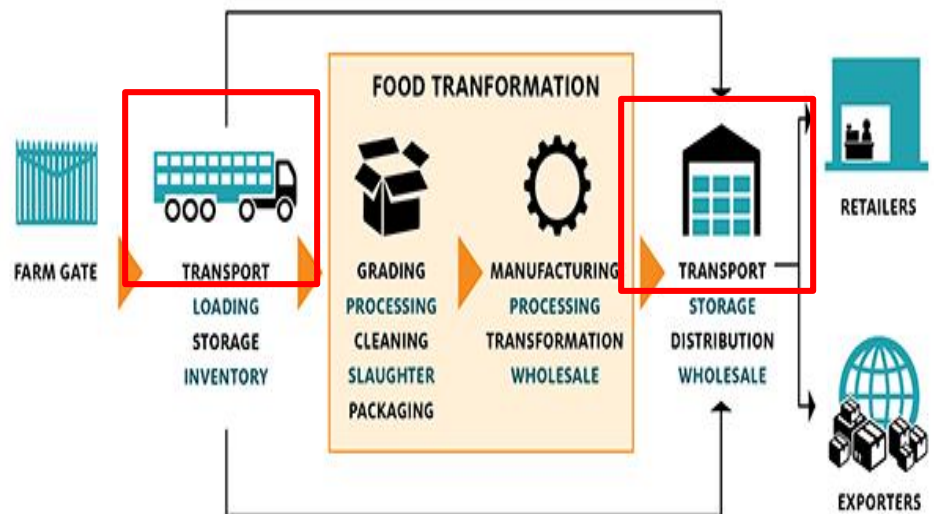 FOOD TRANFORMATION
FARM GATE
TRANSPORT
LOADING
STORAGE
INVENTORY
GRADING
PROCESSING
CLEANING
SLAUGHTER
PACKAGING
MANUFACTURING
PROCESSING
TRANSFORMATION
WHOLESALE
TRANSPORT
STORAGE
DISTRIBUTION
WHOLESALE
RETAILERS
EXPORTERS